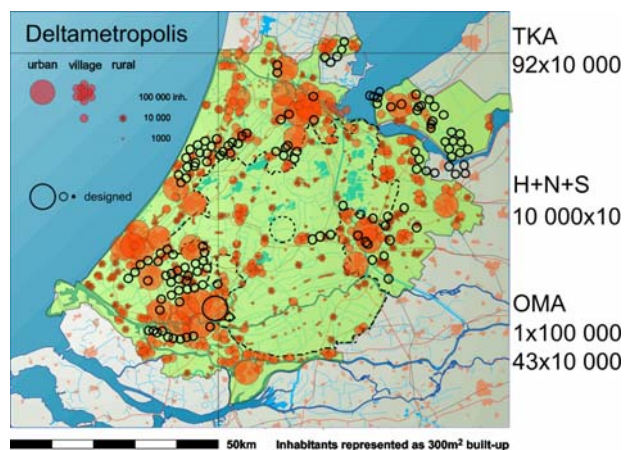 Deltametropolis
urban village rural
100 000 inh.
10 000
1000
designed
TKA
92x10 000
H+N+S
10 000x10
OMA
1x100 000
43x10 000
50km Inhabitants represented as 300m² built-up